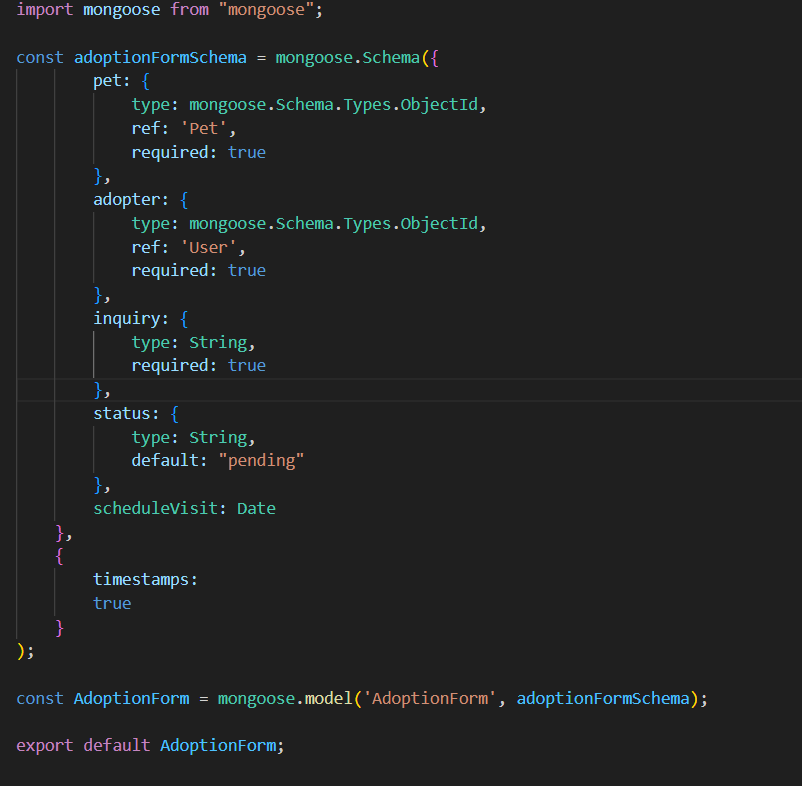 import mongoose from "mongoose";
const adoptionFormSchema = mongoose.Schema({
pet: {
type: mongoose.Schema.Types.ObjectId,
ref: 'Pet',
required: true
},
adopter: {
type: mongoose.Schema.Types.ObjectId,
ref: 'User',
required: true
},
inquiry: {
type: String,
required: true
},
status: {
type: String,
default: "pending"
},
scheduleVisit: Date
},
{
timestamps:
true
}
);
const AdoptionForm = mongoose.model('AdoptionForm', adoptionFormSchema);
export default AdoptionForm;